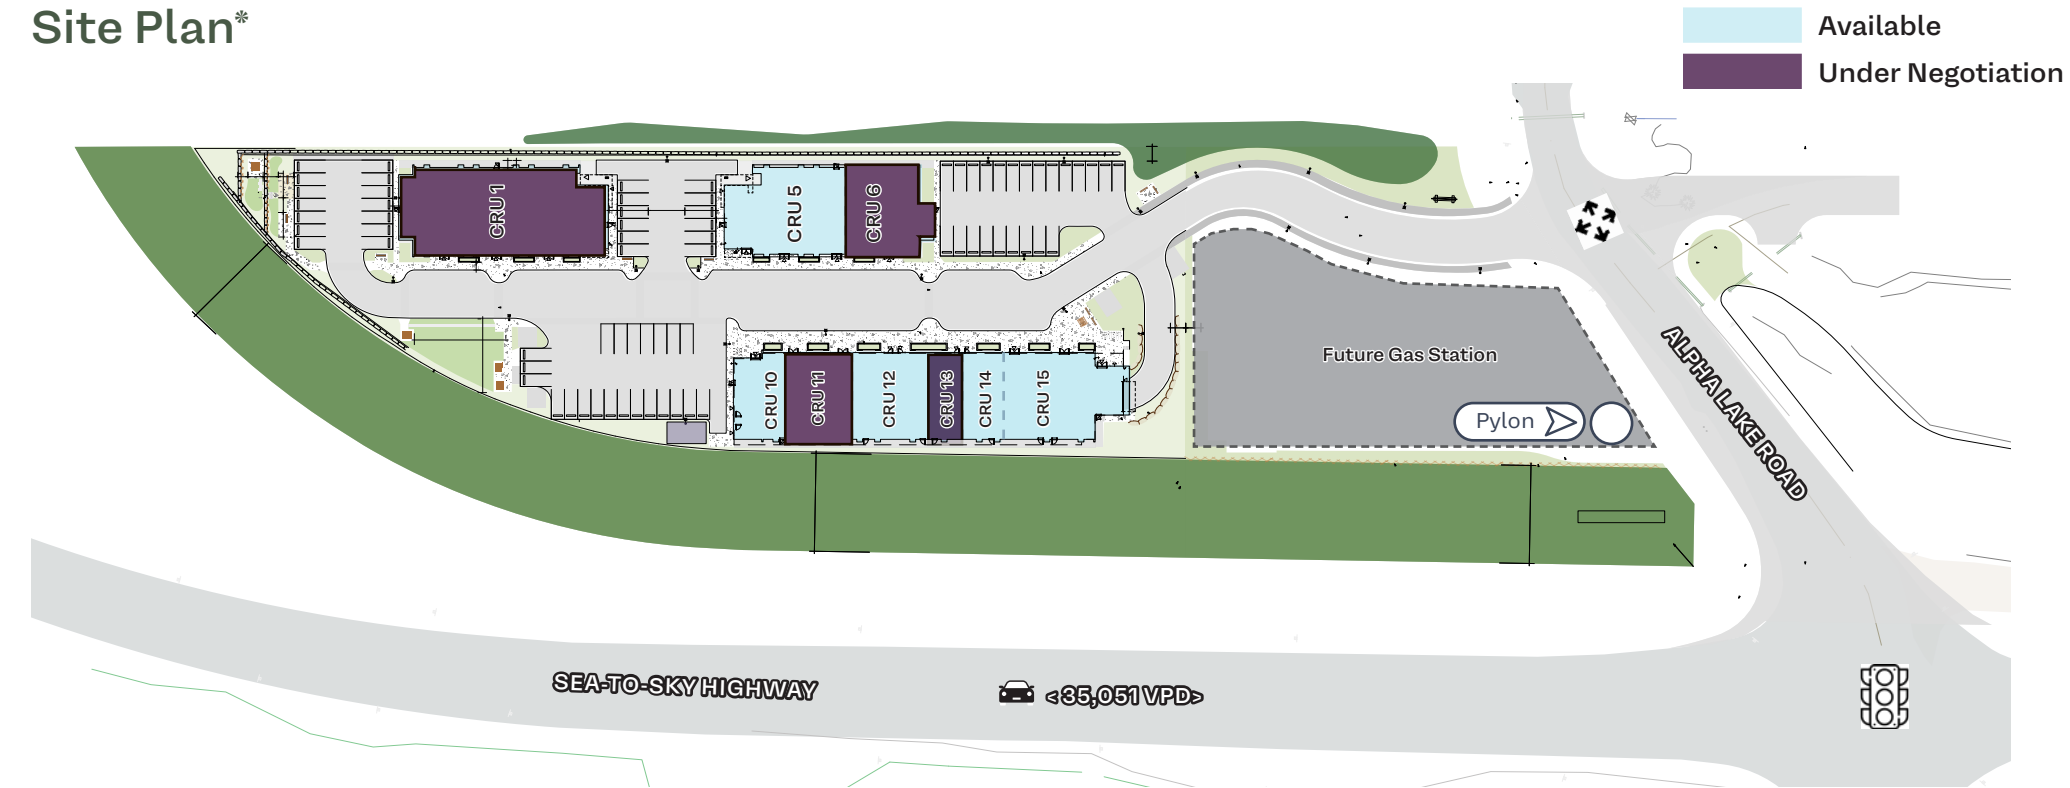 Site Plan*
Available
Under Negotiation
CRU 1
CRU 5
CRU 6
CRU 10
CRU 11
CRU 12
CRU 13
CRU 14
CRU 15
Future Gas Station
Pylon
ALPHA LAKE ROAD
SEA-TO-SKY HIGHWAY
<35,051 VPD>